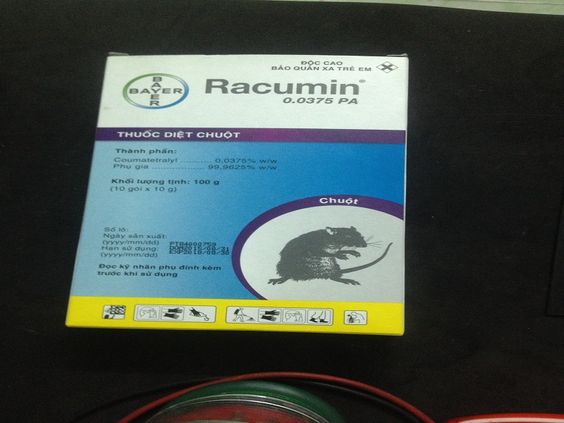 ĐỘC CAO
BẢO QUẢN XA TRẺ EM
BAYER
BAYER
Racumin®
0.0375 PA
THUỐC DIỆT CHUỘT
Thành phần:
Coumatetralyl ............ 0,0375% w/w
Phụ gia ..................... 99,9625% w/w
Khối lượng tịnh: 100 g
(10 gói x 10 g)
Chuột
Số lô:
Ngày sản xuất:
(yyyy/mm/dd)
Hạn sử dụng:
(yyyy/mm/dd)
Đọc kỹ nhãn phụ đính kèm
trước khi sử dụng